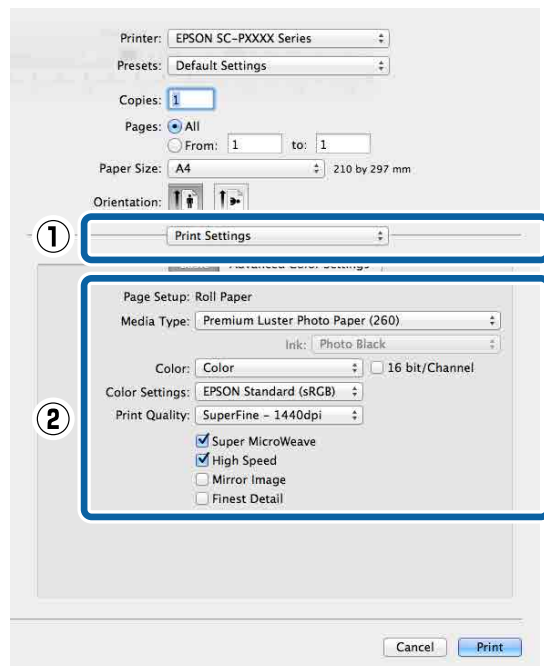 Printer: EPSON SC-PXXXX Series
Presets: Default Settings
Copies: 1
Pages: All
From: 1 to: 1
Paper Size: A4 210 by 297 mm
Orientation:
1 Print Settings
Advanced Color Settings
Page Setup: Roll Paper
Media Type: Premium Luster Photo Paper (260)
Ink: Photo Black
Color: Color 16 bit/Channel
Color Settings: EPSON Standard (sRGB)
2 Print Quality: SuperFine - 1440dpi
Super MicroWeave
High Speed
Mirror Image
Finest Detail
Cancel Print